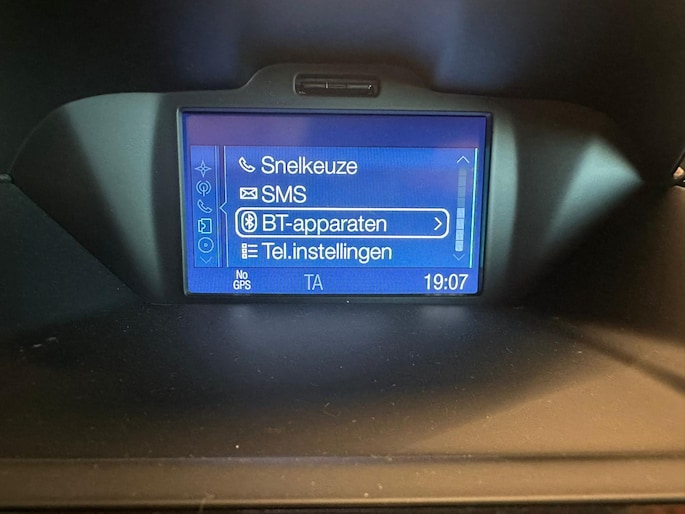 Snelkeuze
SMS
BT-apparaten
Tel.instellingen
No
GPS
TA
19:07